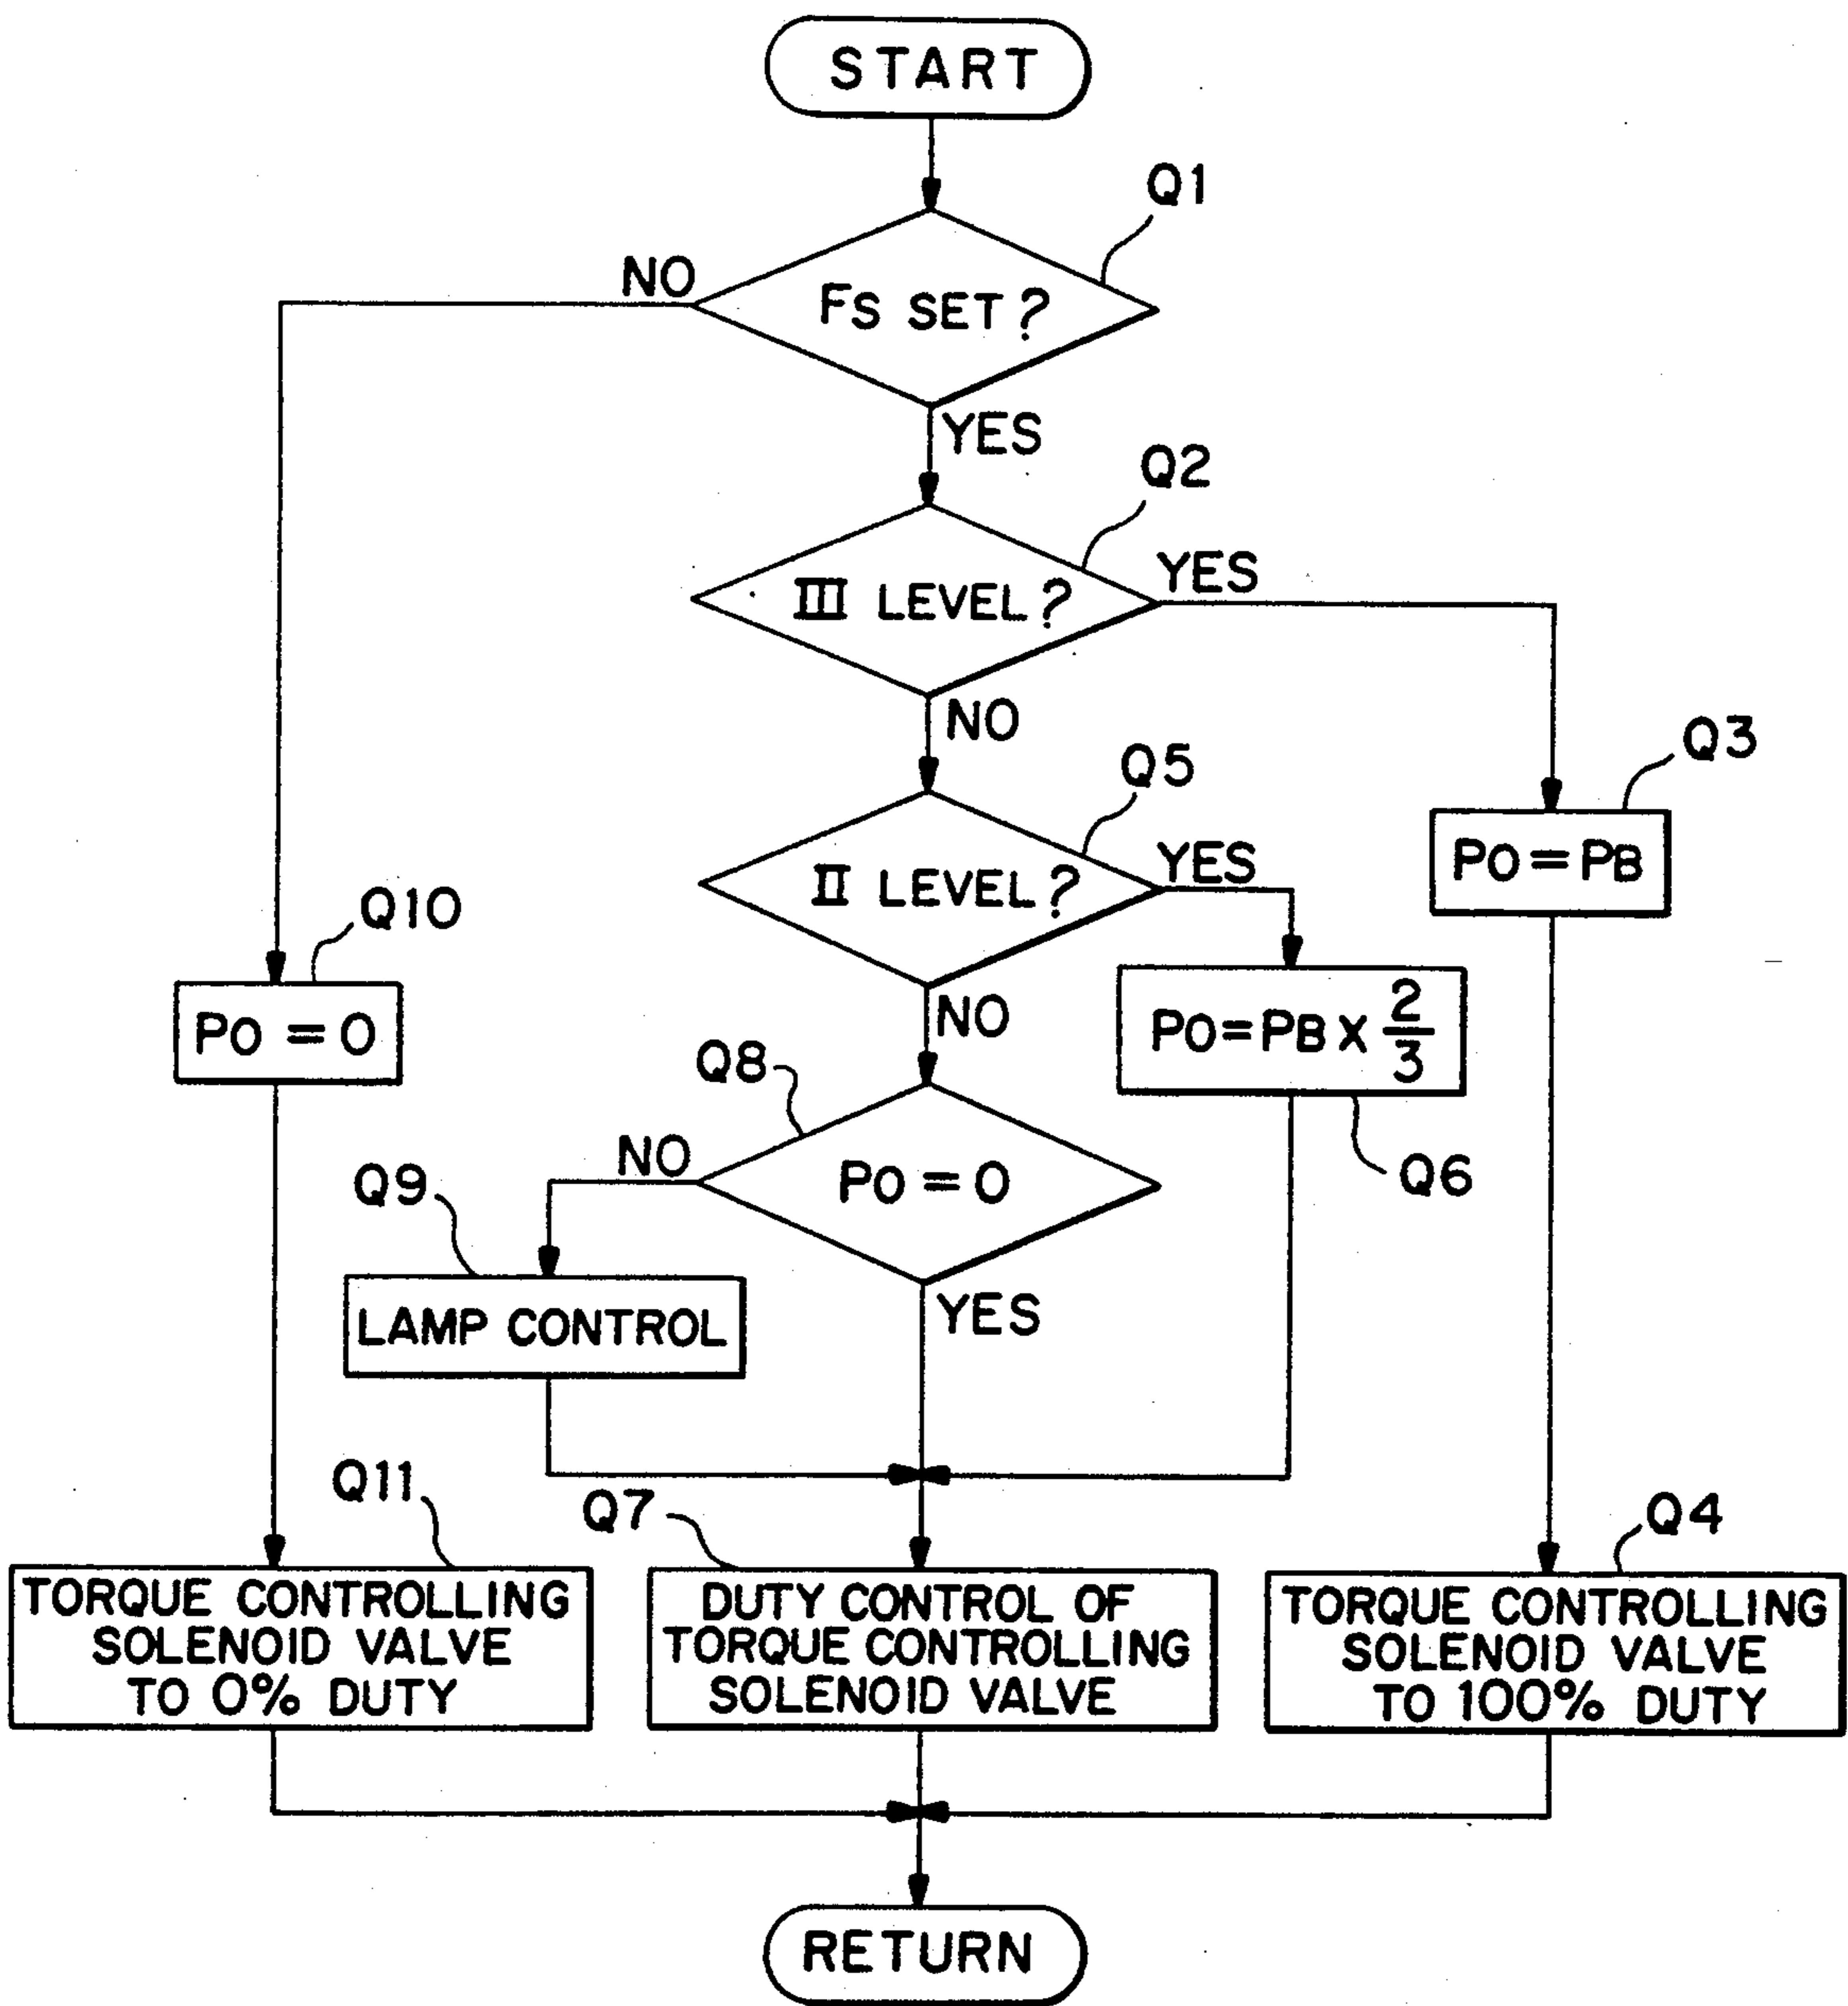 START
Q1
NO
FS SET?
YES
Q2
YES
III LEVEL?
NO
Q3
Q5
YES
PO=PB
II LEVEL?
Q10
NO
PO=PB X 2/3
PO = 0
Q8
NO
Q6
Q9
PO = 0
YES
LAMP CONTROL
Q11
Q7
Q4
TORQUE CONTROLLING
SOLENOID VALVE
TO 0% DUTY
DUTY CONTROL OF
TORQUE CONTROLLING
SOLENOID VALVE
TORQUE CONTROLLING
SOLENOID VALVE
TO 100% DUTY
RETURN